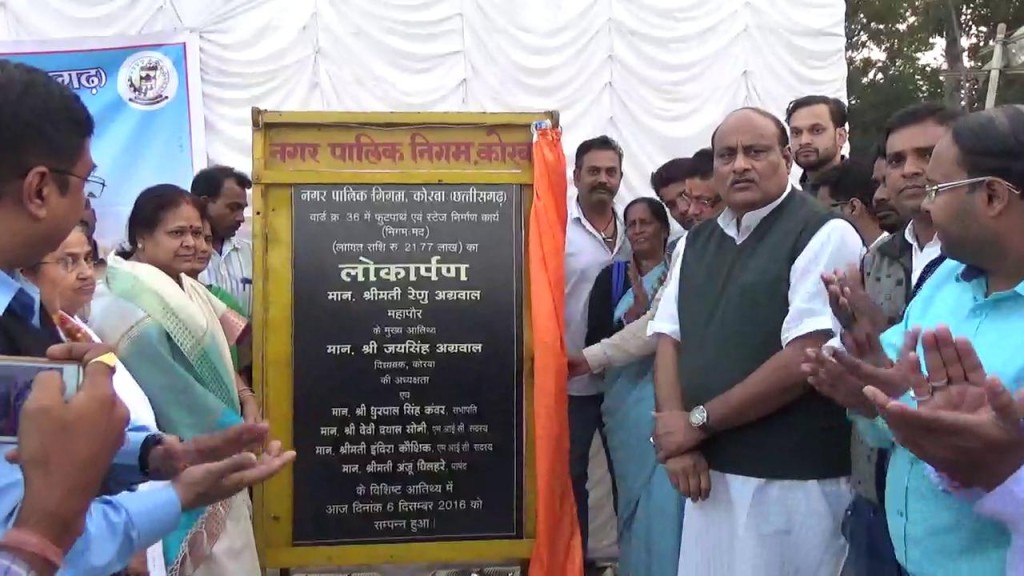 नगर पालिक निगम, कोरबा
नगर पालिक निगम, कोरबा (छत्तीसगढ़)
वार्ड क्र. 36 में फुटपाथ एवं स्टेज निर्माण कार्य
(निगम मद)
(लागत राशि रु. 21.77 लाख) का
लोकार्पण
मान. श्रीमती रेणु अग्रवाल
महापौर
के मुख्य आतिथ्य
मान. श्री जयसिंह अग्रवाल
विधायक, कोरबा
की अध्यक्षता
एवं
मान. श्री धुरपाल सिंह कंवर, सभापति
मान. श्री देवी दयाल सोनी, एम आई सी सदस्य
मान. श्रीमती इंदिरा कौशिक, एम आई सी सदस्य
मान. श्रीमती अंजू पार्षद
के विशिष्ट आतिथ्य में
आज दिनांक 6 दिसम्बर 2016 को
सम्पन्न हुआ।